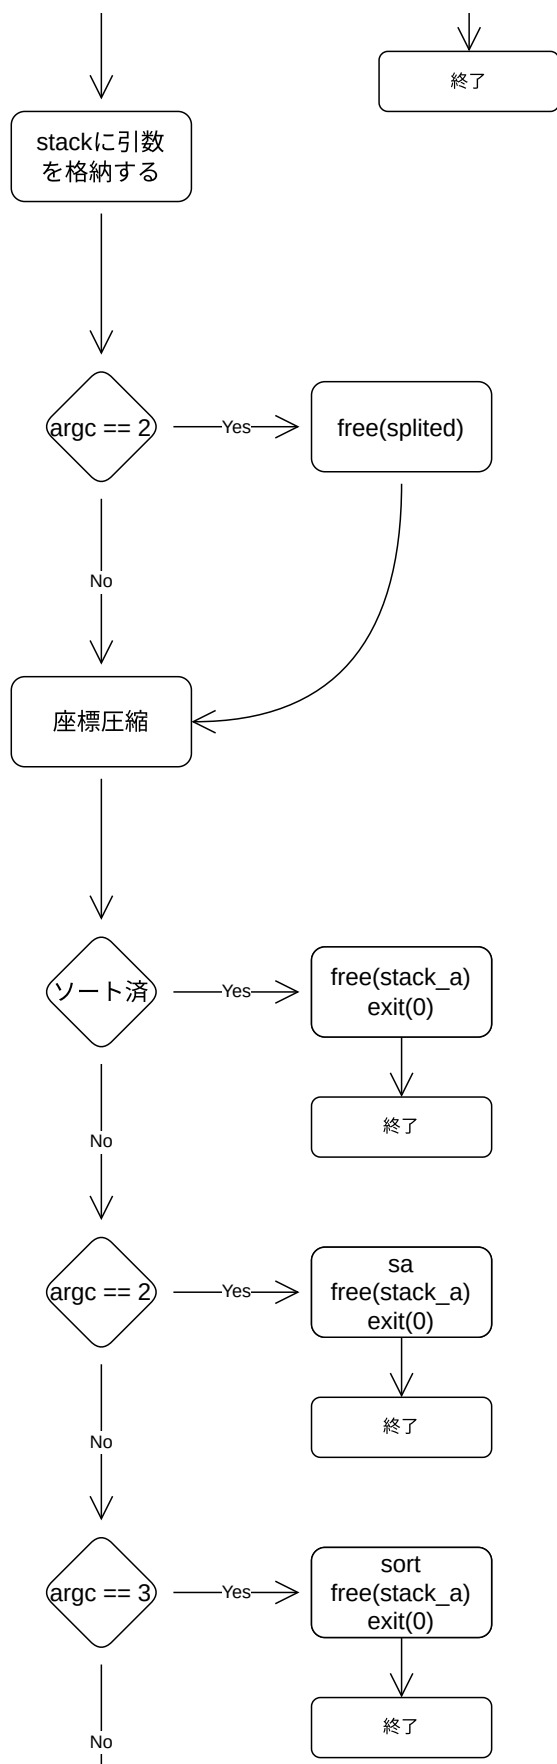 終了
stackに引数
を格納する
argc == 2
Yes
free(splited)
No
座標圧縮
ソート済
Yes
free(stack_a)
exit(0)
終了
No
argc == 2
Yes
sa
free(stack_a)
exit(0)
終了
No
argc == 3
Yes
sort
free(stack_a)
exit(0)
終了
No